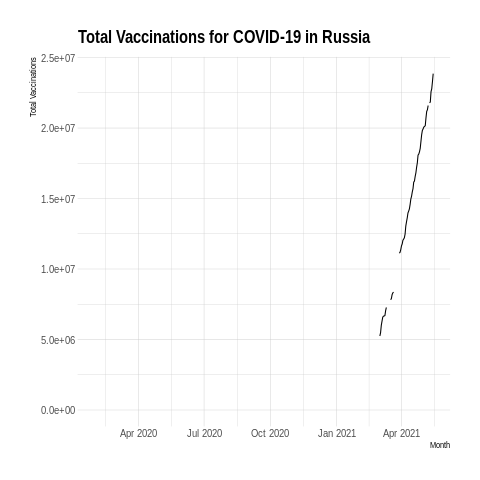 Total Vaccinations for COVID-19 in Russia
Total Vaccinations
2.5e+07
2.0e+07
1.5e+07
1.0e+07
5.0e+06
0.0e+00
Apr 2020 Jul 2020 Oct 2020 Jan 2021 Apr 2021
Month